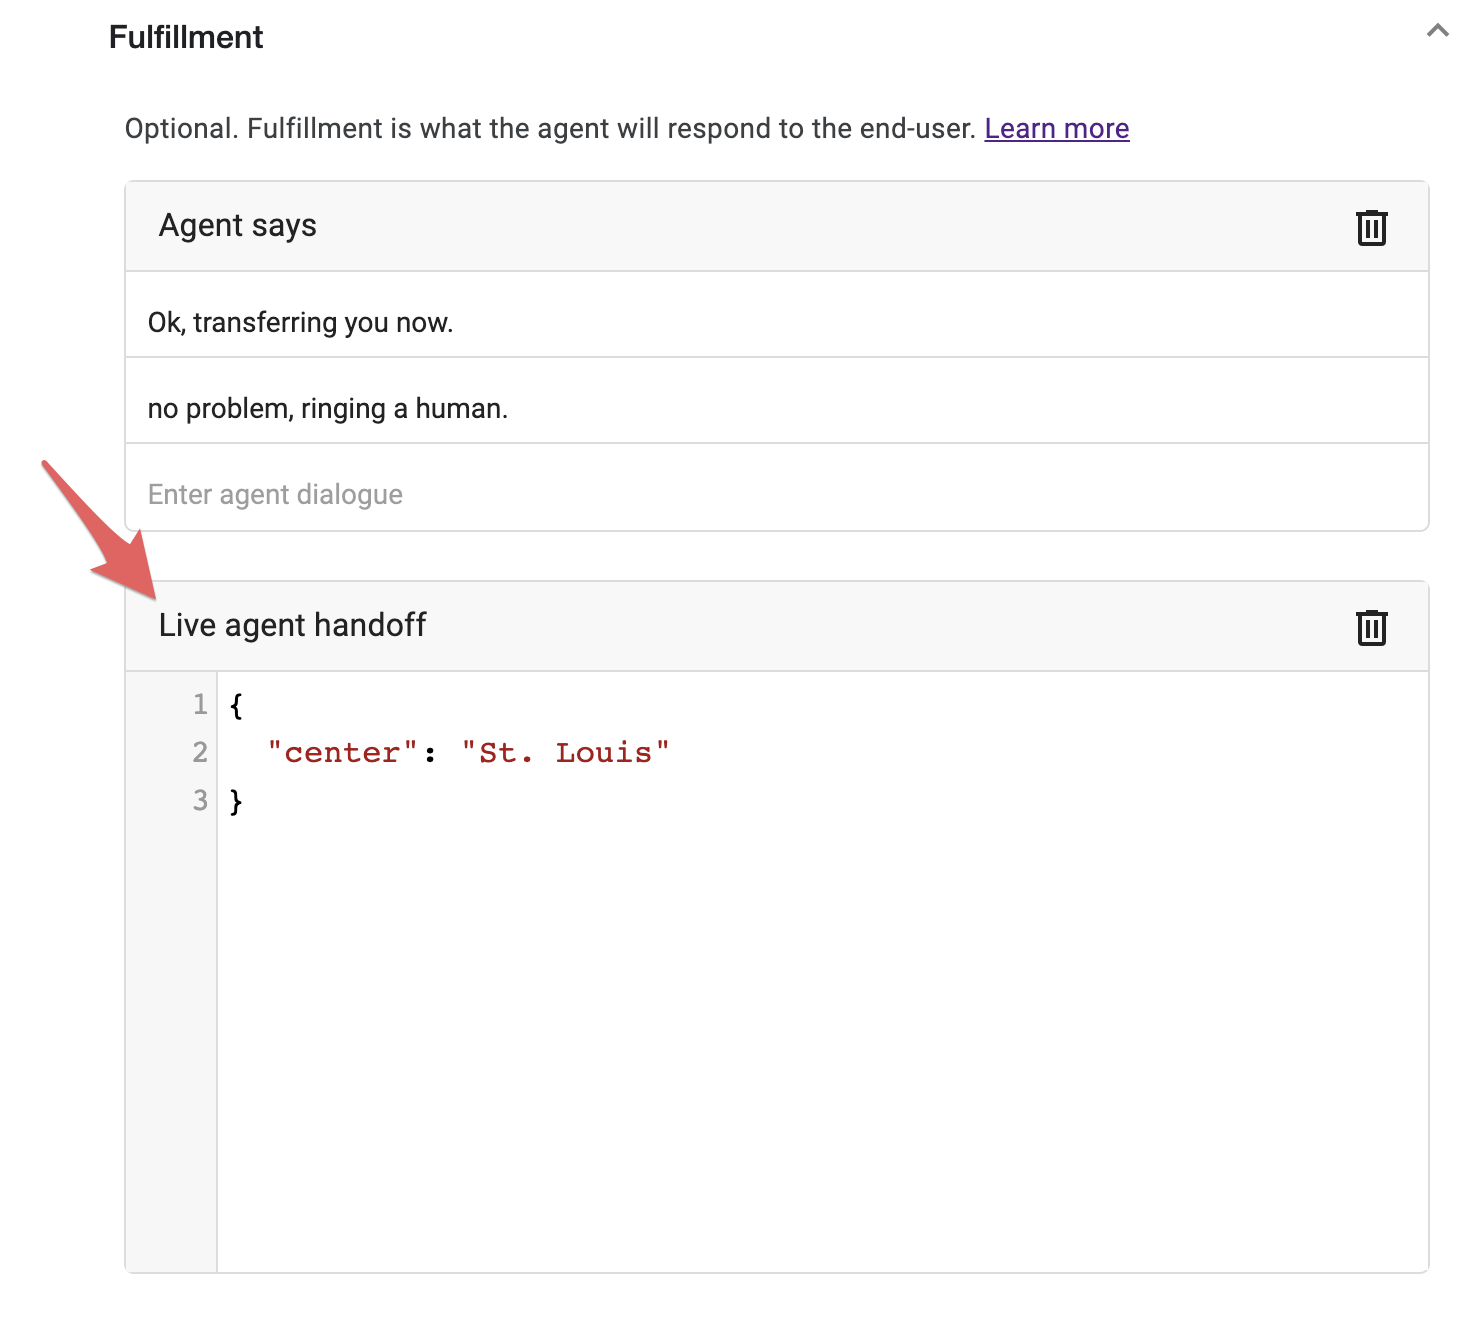 Fulfillment
Optional. Fulfillment is what the agent will respond to the end-user. Learn more
Agent says
Ok, transferring you now.
no problem, ringing a human.
Enter agent dialogue
Live agent handoff
1 {
2   "center": "St. Louis"
3 }